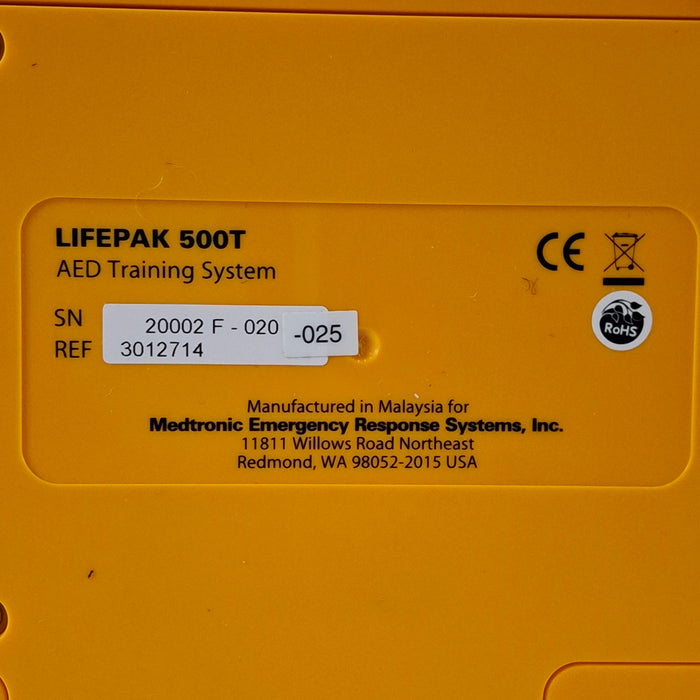 LIFEPAK 500T
AED Training System
CE
SN 20002 F - 020 -025
REF 3012714
RoHS
Manufactured in Malaysia for
Medtronic Emergency Response Systems, Inc.
11811 Willows Road Northeast
Redmond, WA 98052-2015 USA